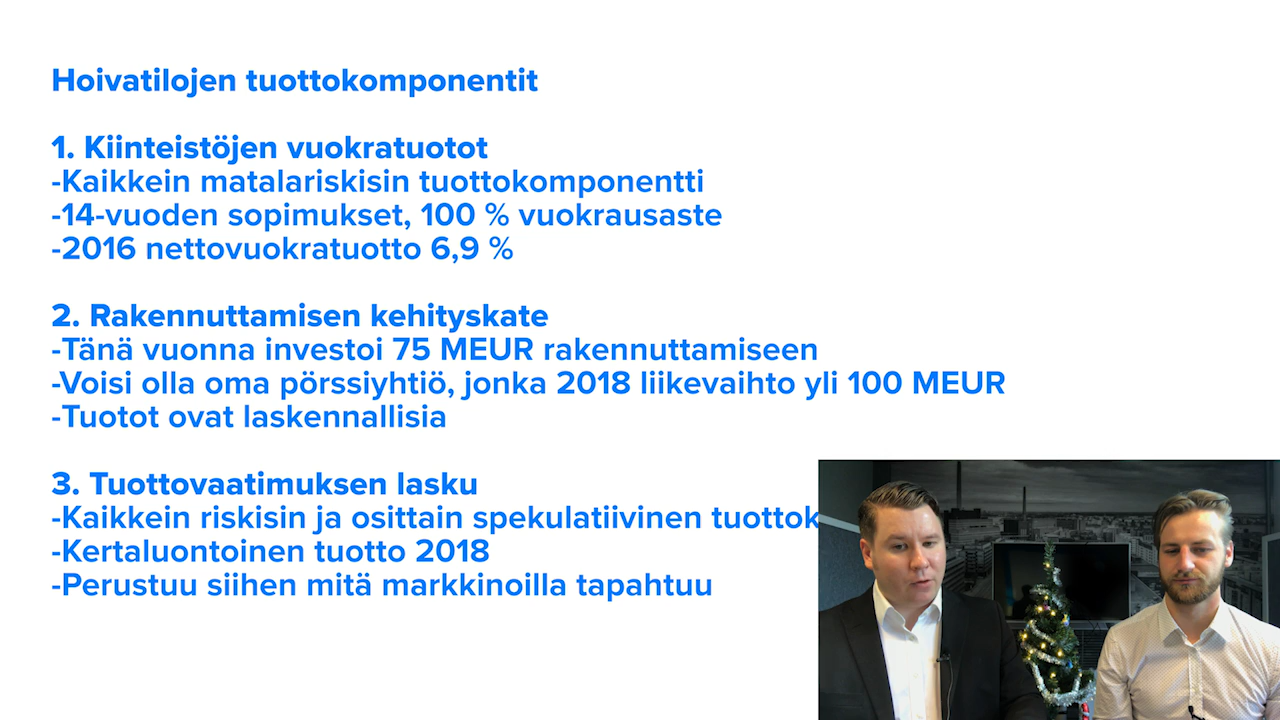 Hoivatilojen tuottokomponentit
1. Kiinteistöjen vuokratuotot
-Kaikkein matalariskisin tuottokomponentti
-14-vuoden sopimukset, 100 % vuokrausaste
-2016 nettovuokratuotto 6,9 %
2. Rakennuttamisen kehityskate
-Tänä vuonna investoi 75 MEUR rakennuttamiseen
-Voisi olla oma pörssiyhtiö, jonka 2018 liikevaihto yli 100 MEUR
-Tuotot ovat laskennallisia
3. Tuottovaatimuksen lasku
-Kaikkein riskisin ja osittain spekulatiivinen
-Kertaluontoinen tuotto 2018
-Perustuu siihen mitä markkinoilla tapahtuu